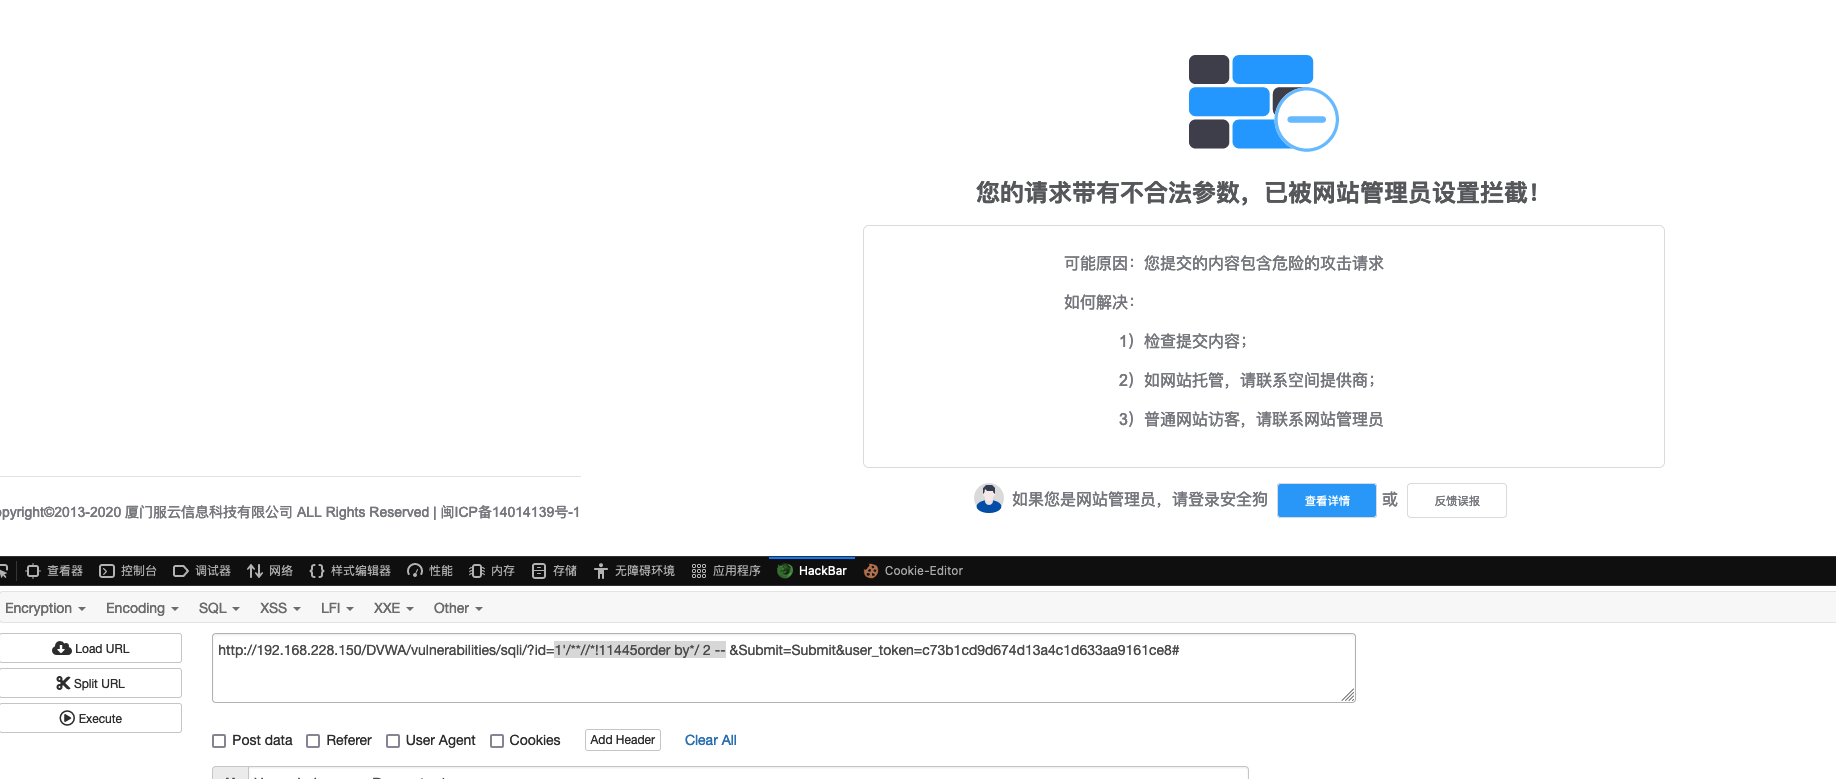 您的请求带有不合法参数，已被网站管理员设置拦截！
可能原因：您提交的内容包含危险的攻击请求
如何解决：
1）检查提交内容；
2）如网站托管，请联系空间提供商；
3）普通网站访客，请联系网站管理员
如果您是网站管理员，请登录安全狗 查看详情 或 反馈误报
opyright©2013-2020 厦门服云信息科技有限公司 ALL Rights Reserved | 闽ICP备14014139号-1
查看器 控制台 调试器 网络 样式编辑器 性能 内存 存储 无障碍环境 应用程序 HackBar Cookie-Editor
Encryption Encoding SQL XSS LFI XXE Other
Load URL
Split URL
Execute
http://192.168.228.150/DVWA/vulnerabilities/sqli/?id=1'/**//*!11445order by*/ 2 -- &Submit=Submit&user_token=c73b1cd9d674d13a4c1d633aa9161ce8#
Post data Referer User Agent Cookies Add Header Clear All